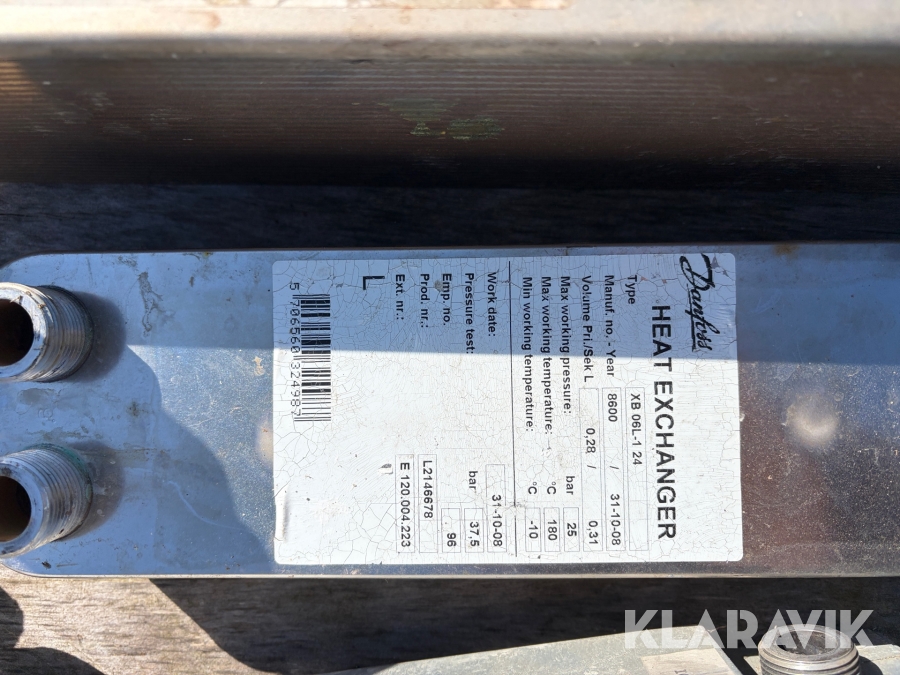 Danfoss
HEAT EXCHANGER
Type XB 06L-1 24
Manuf. no. - Year 8600 / 31-10-08
Volume Pri./Sek L 0,28 / 0,31
Max working pressure: bar 25
Max working temperature: °C 180
Min working temperature: °C -10
Work date: 31-10-08
Pressure test: bar 37,5
Emp. no. 96
Prod. nr.: L2146678
Ext. nr.: E 120.004.223
L
5 706560 324987
KLARAVIK